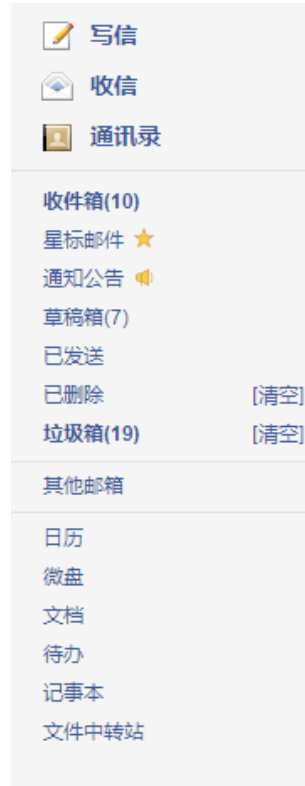 写信
收信
通讯录
收件箱(10)
星标邮件
通知公告
草稿箱(7)
已发送
已删除 [清空]
垃圾箱(19) [清空]
其他邮箱
日历
微盘
文档
待办
记事本
文件中转站